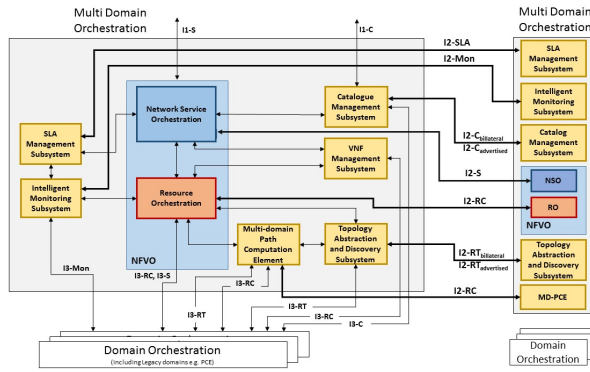 Multi Domain
Orchestration
I1-S
I1-C
Multi Domain
Orchestration
I2-SLA
I2-Mon
SLA
Management
Subsystem
Intelligent
Monitoring
Subsystem
Network Service
Orchestration
Catalogue
Management
Subsystem
I2-Cbillateral
I2-Cadvertised
Catalog
Management
Subsystem
SLA
Management
Subsystem
VNF
Management
Subsystem
I2-S
NSO
Intelligent
Monitoring
Subsystem
Resource
Orchestration
I2-RC
RO
NFVO
Multi-domain
Path
Computation
Element
Topology
Abstraction
and Discovery
Subsystem
I2-RTbillateral
I2-RTadvertised
Topology
Abstraction
and Discovery
Subsystem
NFVO
I3-Mon
I3-RC, I3-S
I3-RT
I3-RC
I3-RT
I3-RC
I3-C
I2-RC
MD-PCE
Domain Orchestration
(including Legacy domains e.g. PCE)
Domain
Orchestration